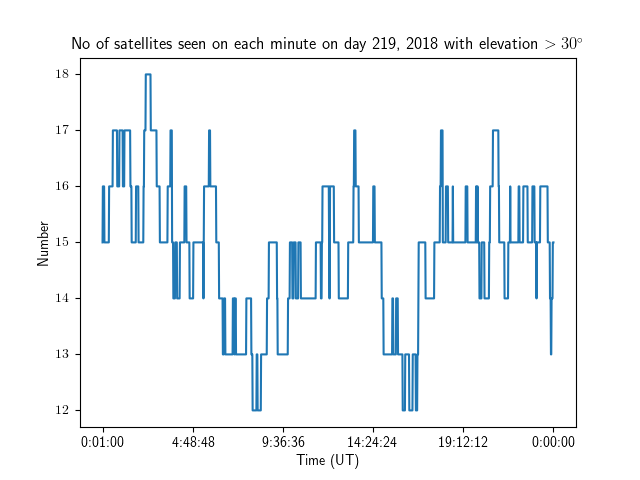 No of satellites seen on each minute on day 219, 2018 with elevation > 30°
18
17
16
15
14
13
12
Number
0:01:00 4:48:48 9:36:36 14:24:24 19:12:12 0:00:00
Time (UT)